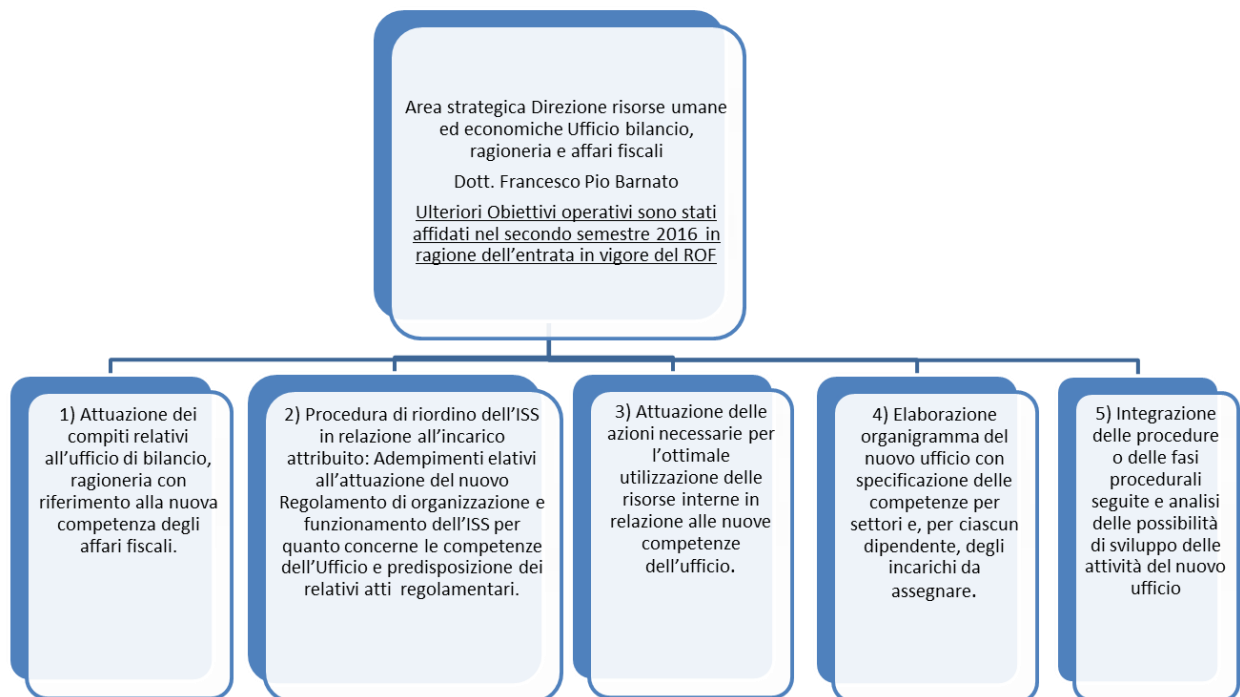 Area strategica Direzione risorse umane
ed economiche Ufficio bilancio,
ragioneria e affari fiscali
Dott. Francesco Pio Barnato
Ulteriori Obiettivi operativi sono stati
affidati nel secondo semestre 2016 in
ragione dell'entrata in vigore del ROF
1) Attuazione dei
compiti relativi
all'ufficio di bilancio,
ragioneria con
riferimento alla nuova
competenza degli
affari fiscali.
2) Procedura di riordino dell'ISS
in relazione all'incarico
attribuito: Adempimenti elativi
all'attuazione del nuovo
Regolamento di organizzazione e
funzionamento dell'ISS per
quanto concerne le competenze
dell'Ufficio e predisposizione dei
relativi atti regolamentari.
3) Attuazione delle
azioni necessarie per
l'ottimale
utilizzazione delle
risorse interne in
relazione alle nuove
competenze
dell'ufficio.
4) Elaborazione
organigramma del
nuovo ufficio con
specificazione delle
competenze per
settori e, per ciascun
dipendente, degli
incarichi da
assegnare.
5) Integrazione
delle procedure
o delle fasi
procedurali
seguite e analisi
delle possibilità
di sviluppo delle
attività del nuovo
ufficio